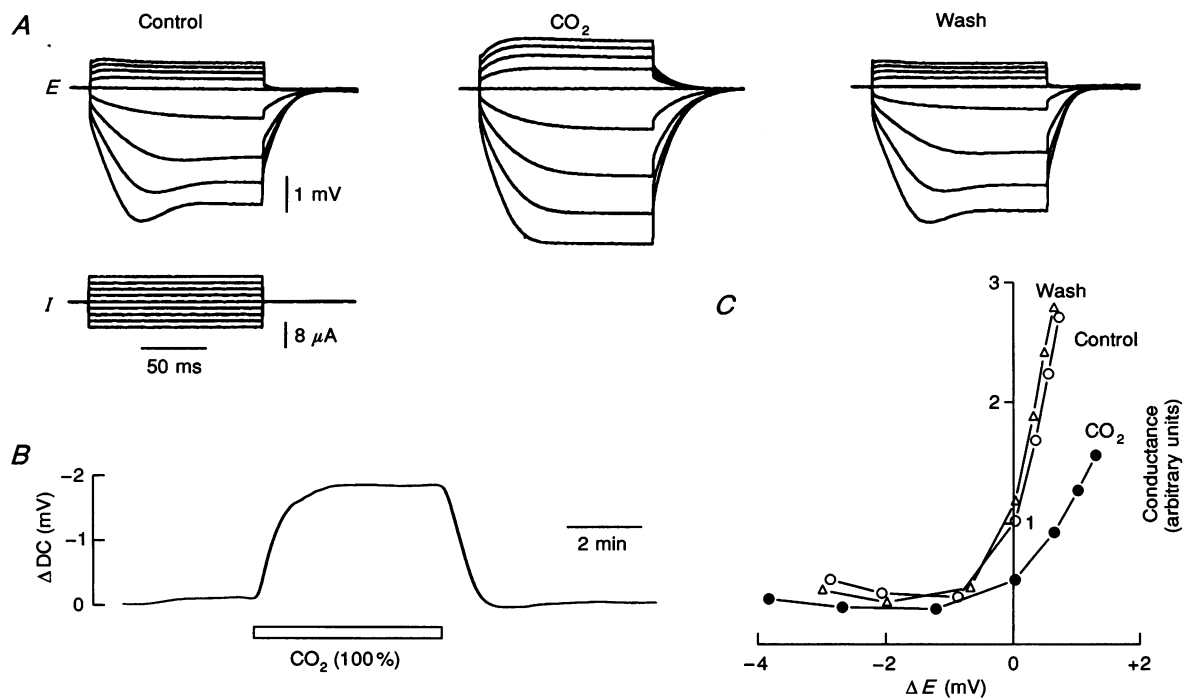 A
Control
CO2
Wash
E
1 mV
I
8 μA
50 ms
B
ΔDC (mV)
−2
−1
0
2 min
CO2 (100%)
C
3
2
1
Wash
Control
CO2
Conductance
(arbitrary units)
−4
−2
0
+2
ΔE (mV)